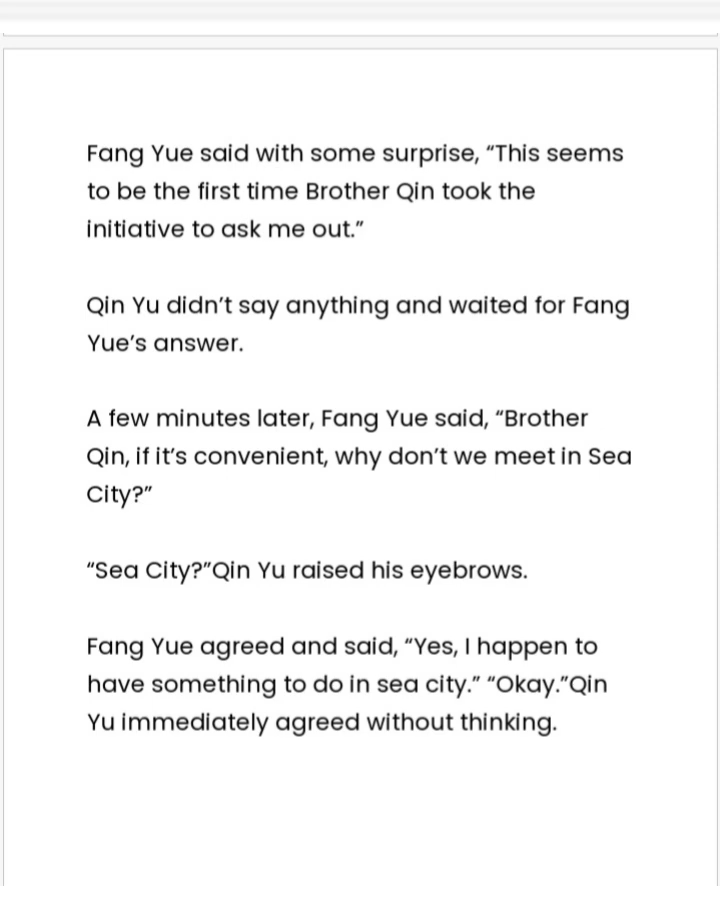 Fang Yue said with some surprise, “This seems
to be the first time Brother Qin took the
initiative to ask me out.”
Qin Yu didn’t say anything and waited for Fang
Yue’s answer.
A few minutes later, Fang Yue said, “Brother
Qin, if it’s convenient, why don’t we meet in Sea
City?”
“Sea City?”Qin Yu raised his eyebrows.
Fang Yue agreed and said, “Yes, I happen to
have something to do in sea city.” “Okay.”Qin
Yu immediately agreed without thinking.